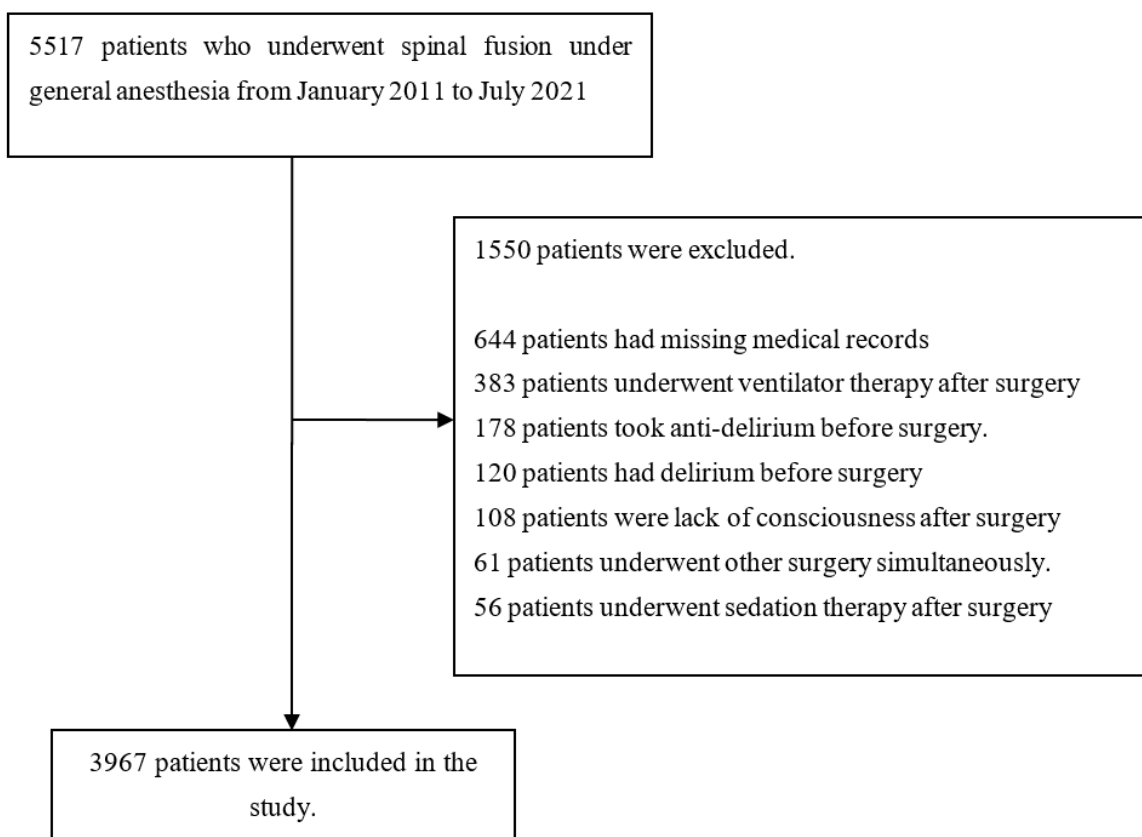 5517 patients who underwent spinal fusion under
general anesthesia from January 2011 to July 2021
1550 patients were excluded.
644 patients had missing medical records
383 patients underwent ventilator therapy after surgery
178 patients took anti-delirium before surgery.
120 patients had delirium before surgery
108 patients were lack of consciousness after surgery
61 patients underwent other surgery simultaneously.
56 patients underwent sedation therapy after surgery
3967 patients were included in the
study.